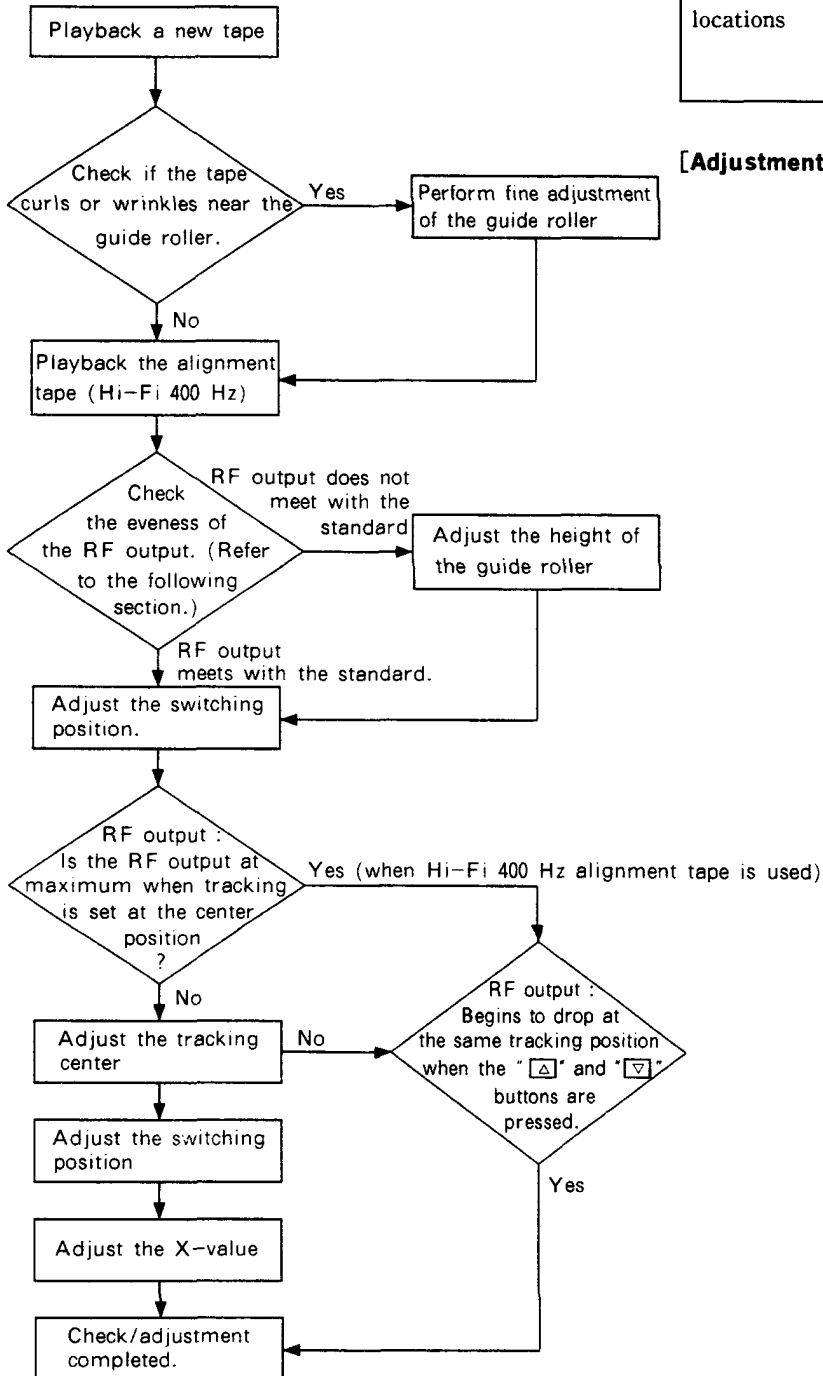 Playback a new tape
locations
[Adjustment
Check if the tape
curls or wrinkles near the
guide roller.
Yes
Perform fine adjustment
of the guide roller
No
Playback the alignment
tape (Hi-Fi 400 Hz)
RF output does not
meet with the
standard
Check
the eveness of
the RF output. (Refer
to the following
section.)
Adjust the height of
the guide roller
RF output
meets with the standard.
Adjust the switching
position.
RF output :
Is the RF output at
maximum when tracking
is set at the center
position
?
Yes (when Hi-Fi 400 Hz alignment tape is used)
No
RF output :
Begins to drop at
the same tracking position
when the "△" and "▽"
buttons are
pressed.
Adjust the tracking
center
No
Adjust the switching
position
Yes
Adjust the X-value
Check/adjustment
completed.